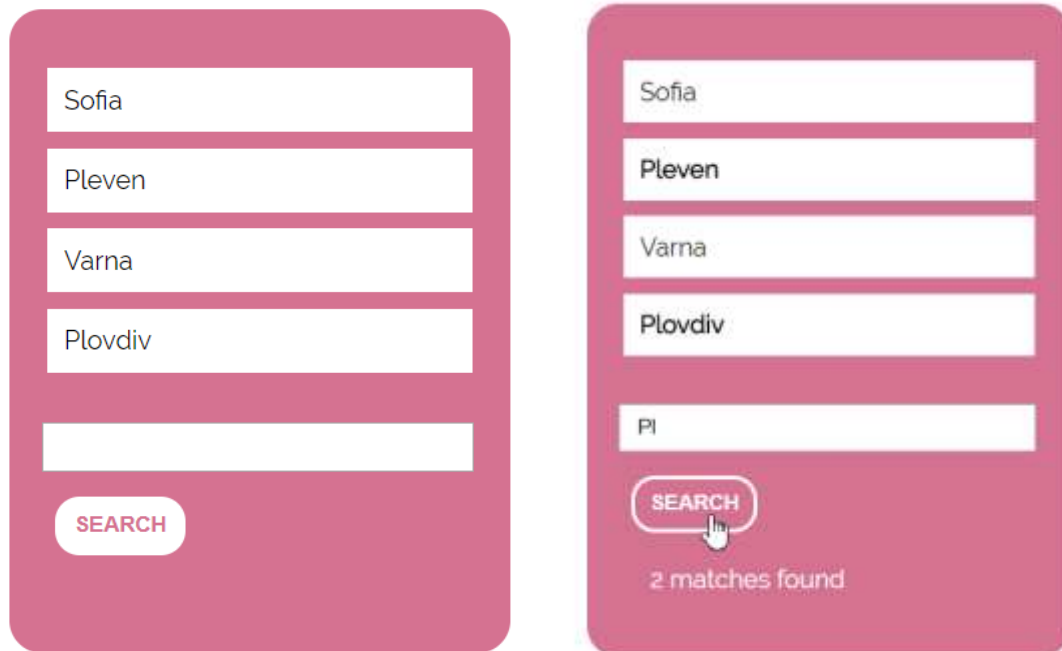 Sofia
Pleven
Varna
Plovdiv
SEARCH
Sofia
Pleven
Varna
Plovdiv
Pl
SEARCH
2 matches found